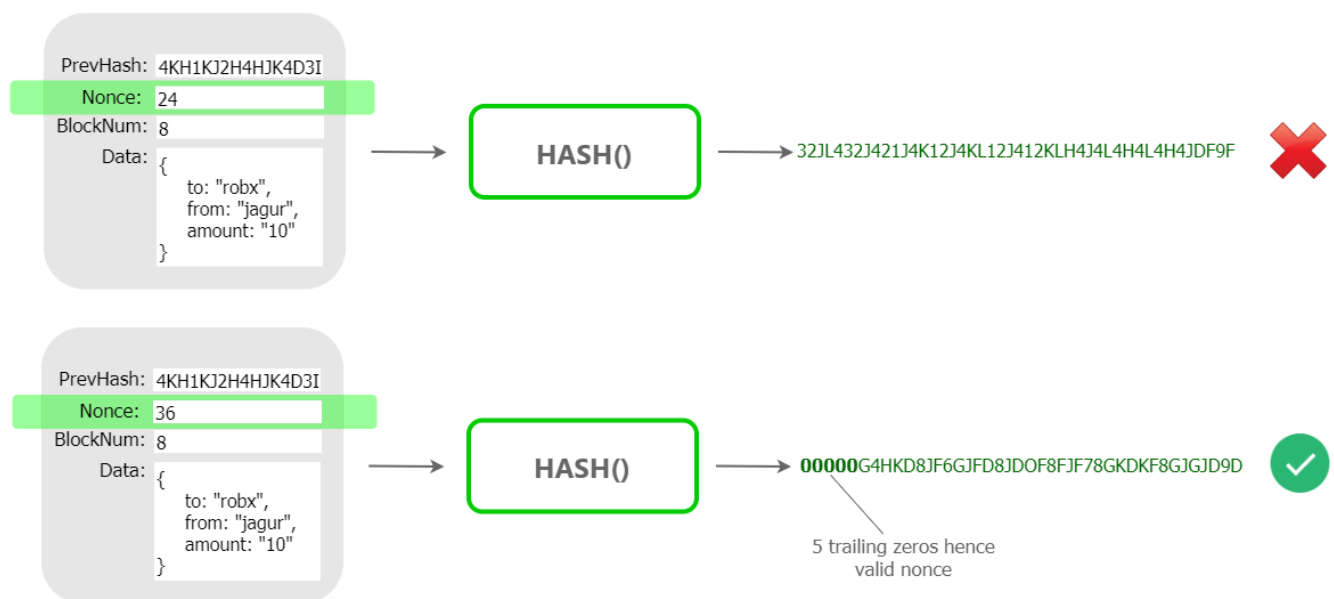 PrevHash: 4KH1KJ2H4HJK4D3I
Nonce: 24
BlockNum: 8
Data: {
to: "robx",
from: "jagur",
amount: "10"
}
HASH()
32JL432J421J4K12J4KL12J412KLH4J4L4H4L4H4JDF9F
PrevHash: 4KH1KJ2H4HJK4D3I
Nonce: 36
BlockNum: 8
Data: {
to: "robx",
from: "jagur",
amount: "10"
}
HASH()
00000G4HKD8JF6GJFD8JDOF8FJF78GKDKF8GJGJD9D
5 trailing zeros hence
valid nonce